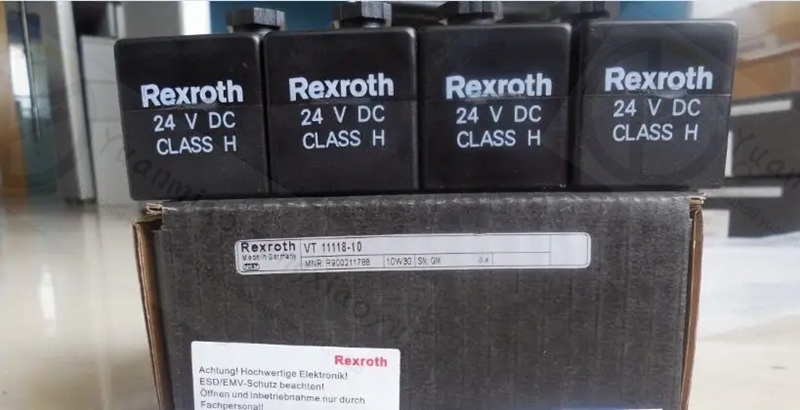 Rexroth
24 V DC
CLASS H
Rexroth
24 V DC
CLASS H
Rexroth
24 V DC
CLASS H
Rexroth
24 V DC
CLASS H
Rexroth VT 11118-10
Made in Germany
MNR: R900211788 10W30 SN: GM
Rexroth
Achtung! Hochwertige Elektronik!
ESD/EMV-Schutz beachten!
Öffnen und Inbetriebnahme nur durch
Fachpersonal!